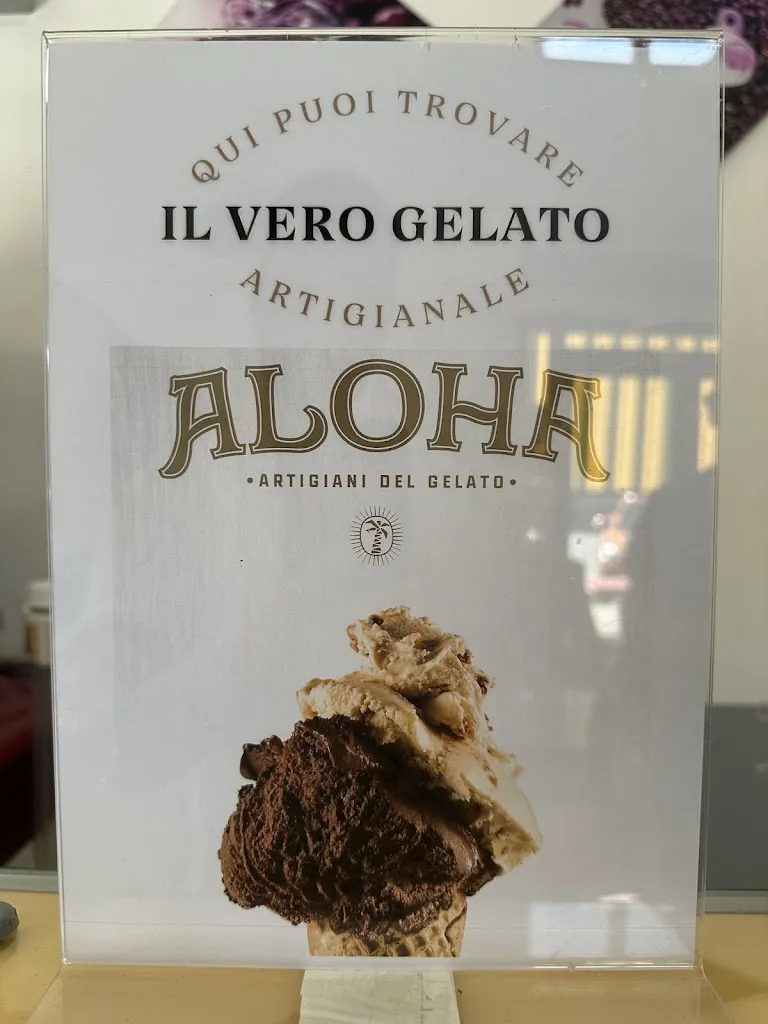 QUI PUOI TROVARE
IL VERO GELATO
ARTIGIANALE
ALOHA
•ARTIGIANI DEL GELATO•